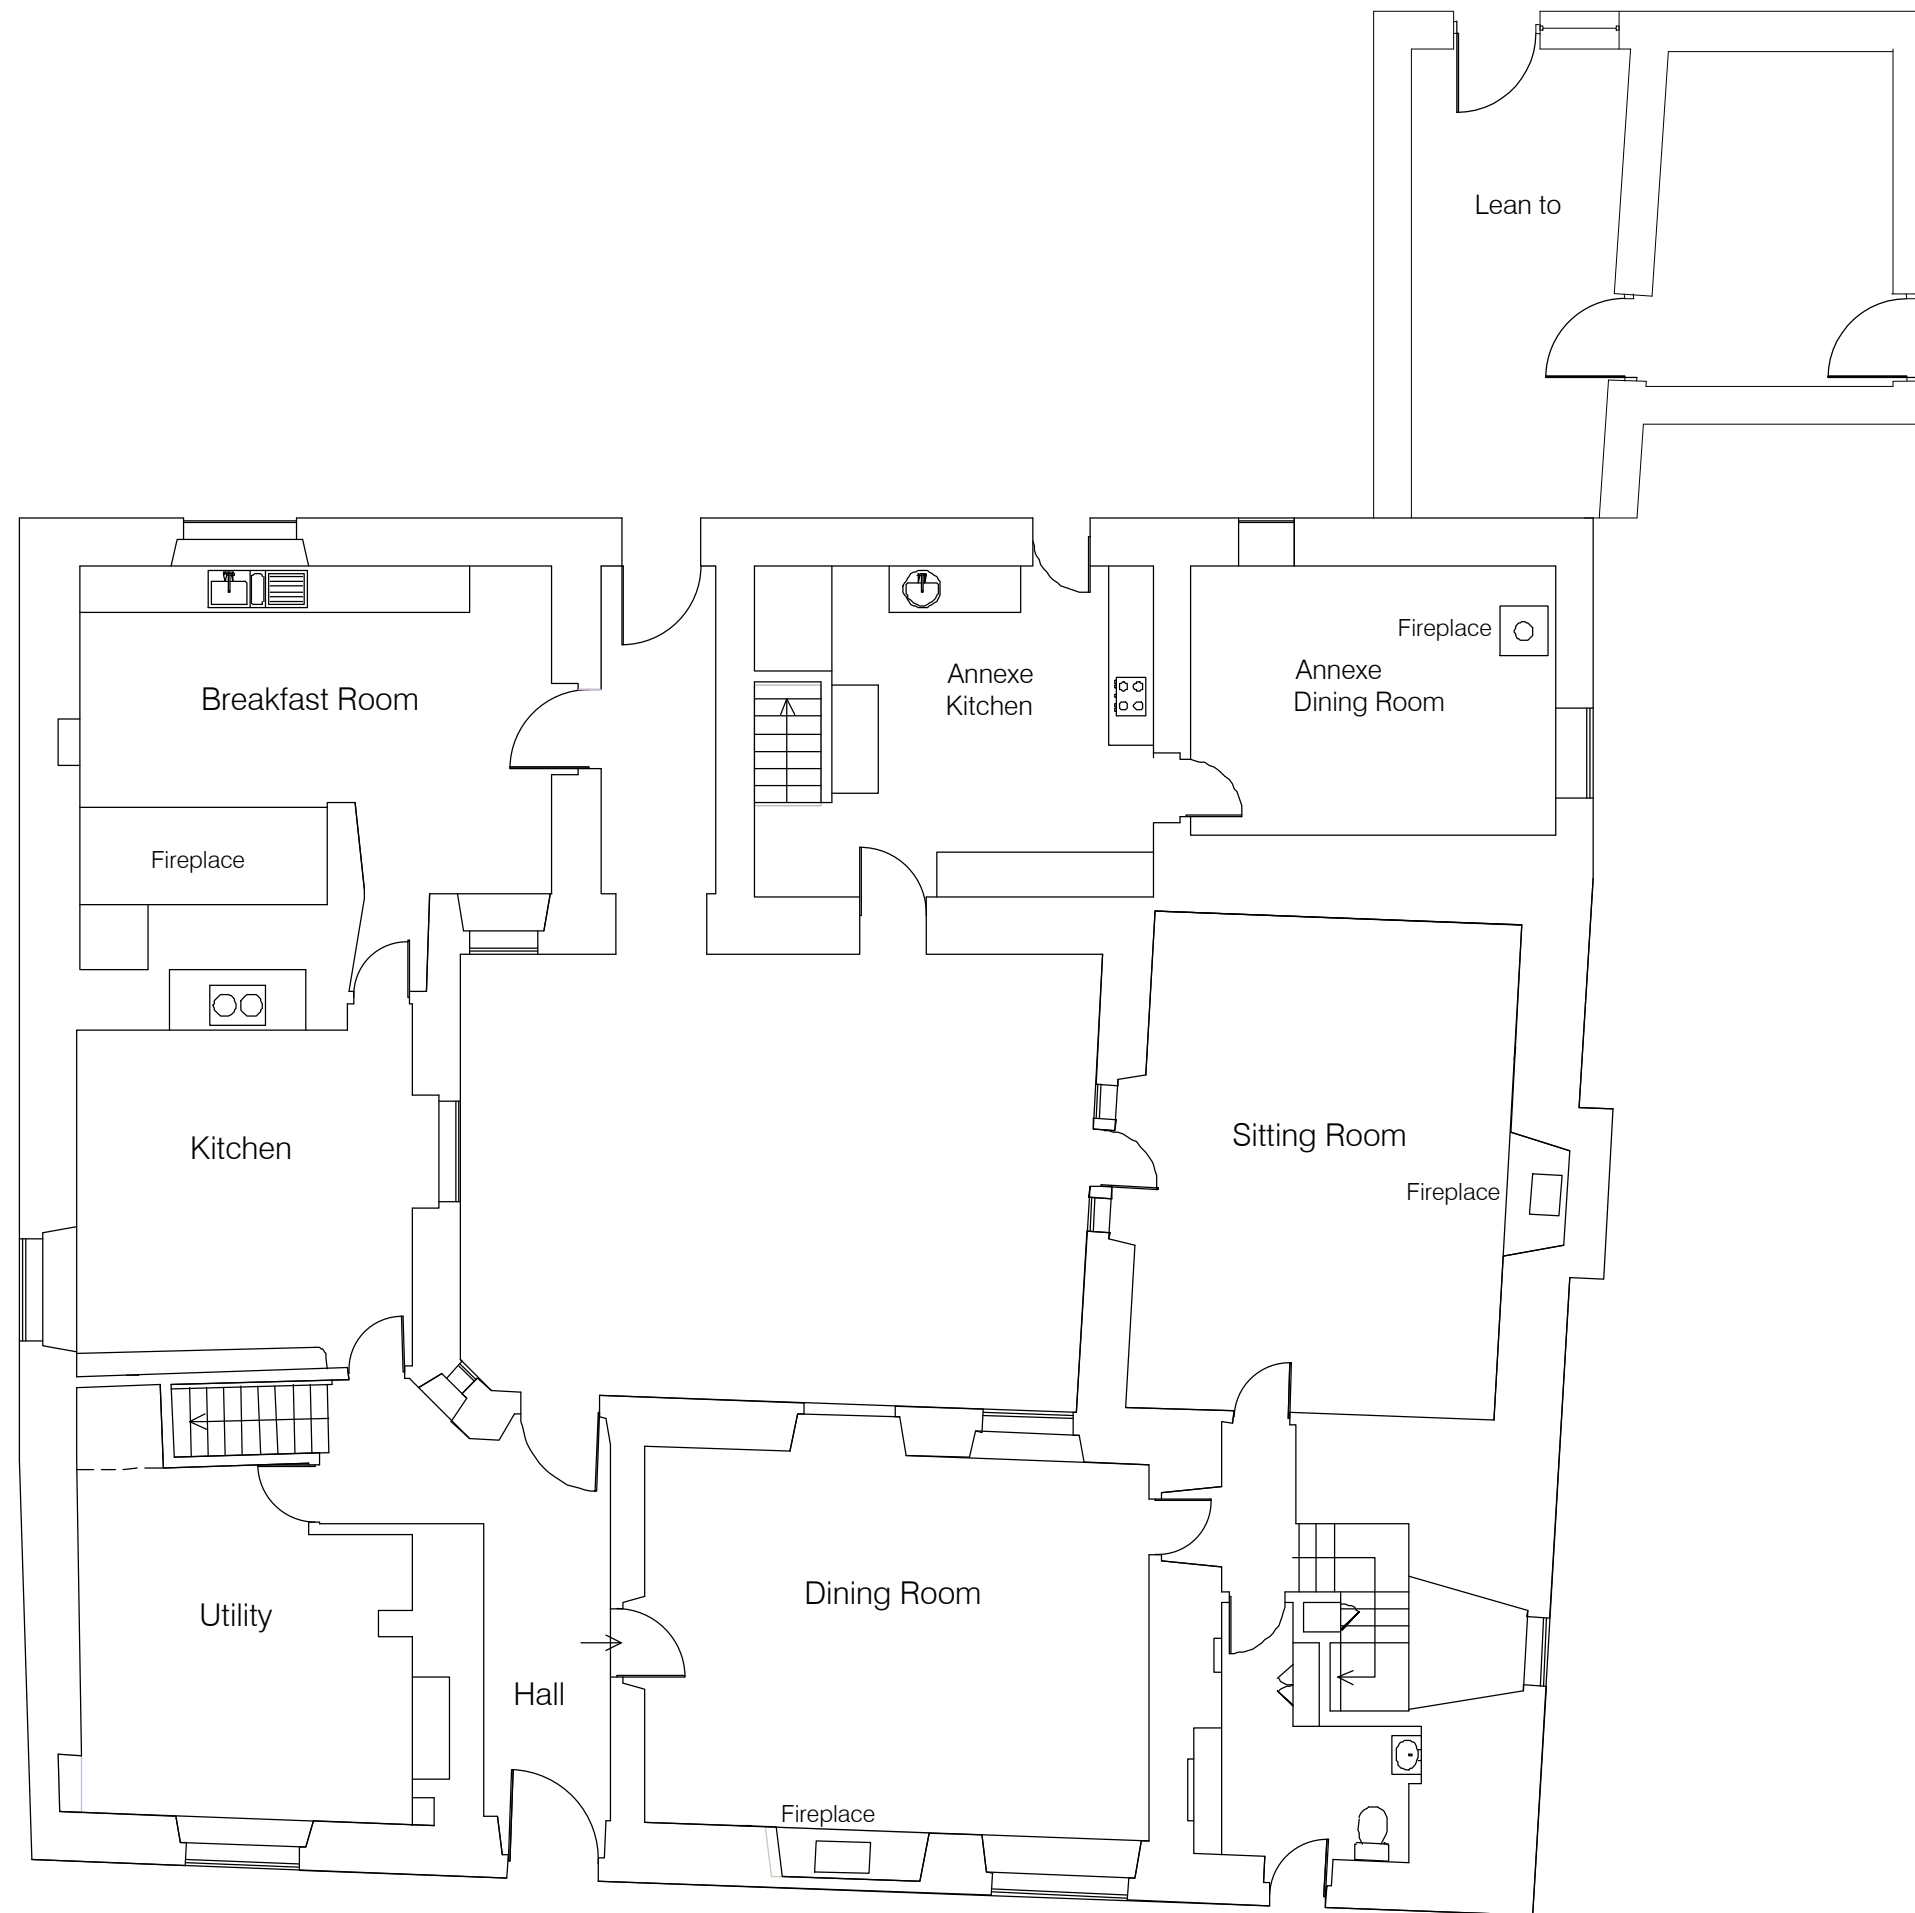 Lean to
Fireplace
Annexe
Kitchen
Annexe
Dining Room
Breakfast Room
Fireplace
Kitchen
Sitting Room
Fireplace
Dining Room
Utility
Hall
Fireplace